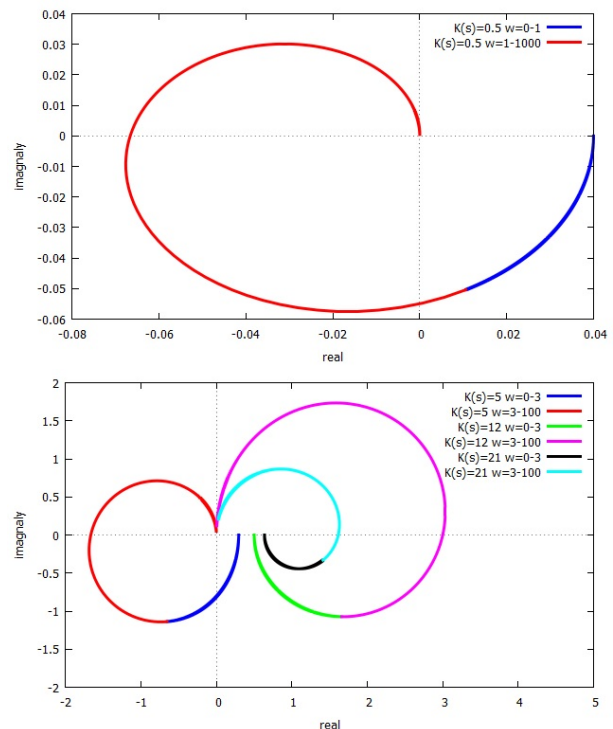 K(s)=0.5 w=0-1
K(s)=0.5 w=1-1000
0.04
0.03
0.02
0.01
0
-0.01
-0.02
-0.03
-0.04
-0.05
-0.06
imagnaly
-0.08 -0.06 -0.04 -0.02 0 0.02 0.04
real
K(s)=5 w=0-3
K(s)=5 w=3-100
K(s)=12 w=0-3
K(s)=12 w=3-100
K(s)=21 w=0-3
K(s)=21 w=3-100
2
1.5
1
0.5
0
-0.5
-1
-1.5
-2
imagnaly
-2 -1 0 1 2 3 4 5
real